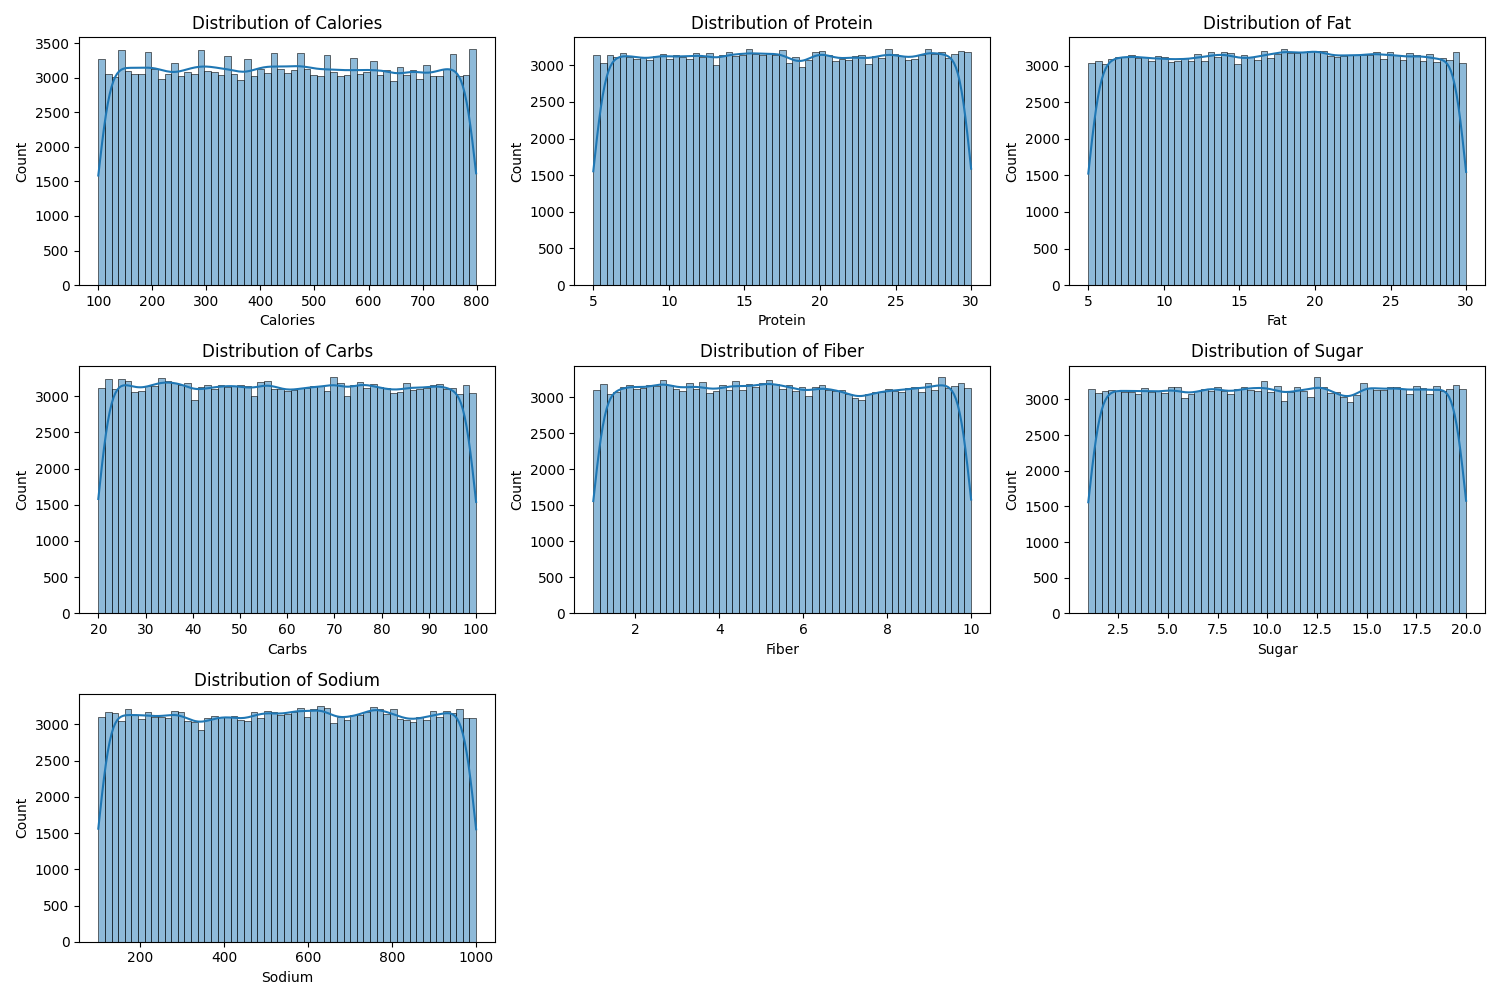 Distribution of Calories
3500
3000
2500
2000
1500
1000
500
0
Count
100 200 300 400 500 600 700 800
Calories
Distribution of Protein
3000
2500
2000
1500
1000
500
0
Count
5 10 15 20 25 30
Protein
Distribution of Fat
3000
2500
2000
1500
1000
500
0
Count
5 10 15 20 25 30
Fat
Distribution of Carbs
3000
2500
2000
1500
1000
500
0
Count
20 30 40 50 60 70 80 90 100
Carbs
Distribution of Fiber
3000
2500
2000
1500
1000
500
0
Count
2 4 6 8 10
Fiber
Distribution of Sugar
3000
2500
2000
1500
1000
500
0
Count
2.5 5.0 7.5 10.0 12.5 15.0 17.5 20.0
Sugar
Distribution of Sodium
3000
2500
2000
1500
1000
500
0
Count
200 400 600 800 1000
Sodium